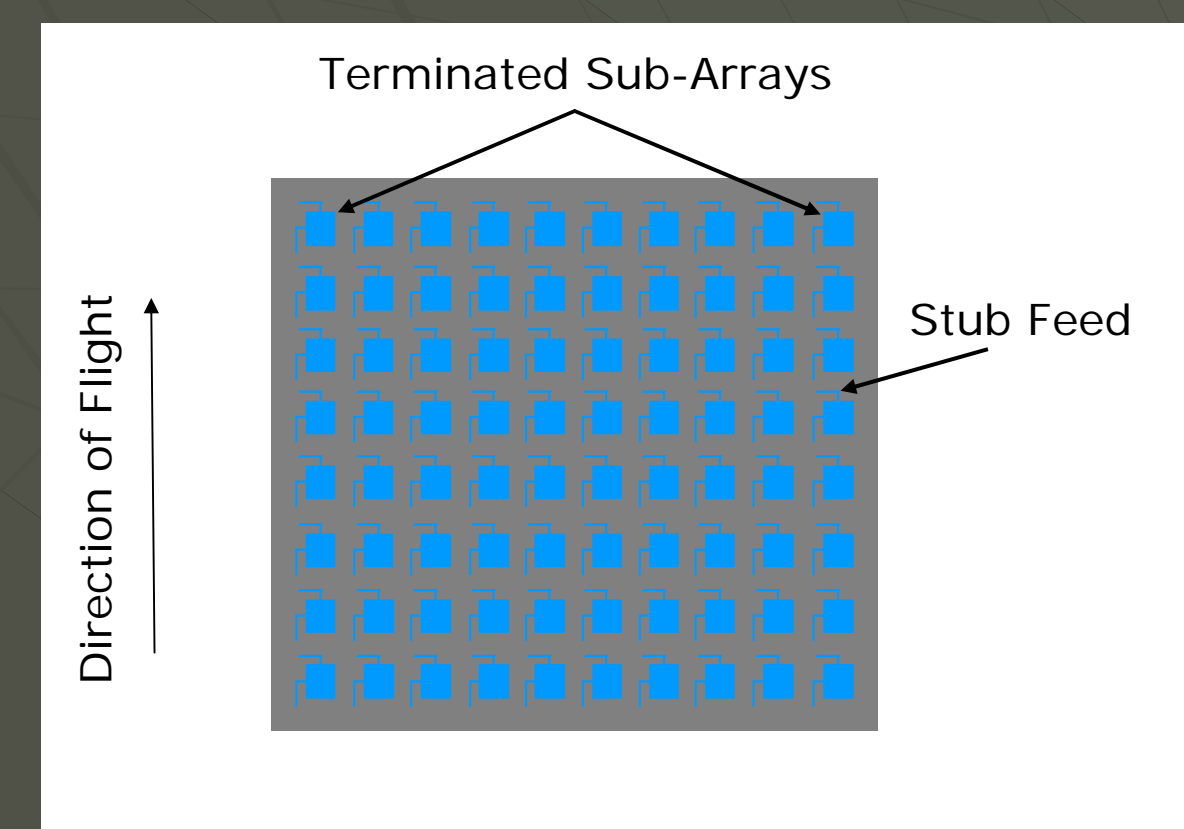 Terminated Sub-Arrays
Stub Feed
Direction of Flight